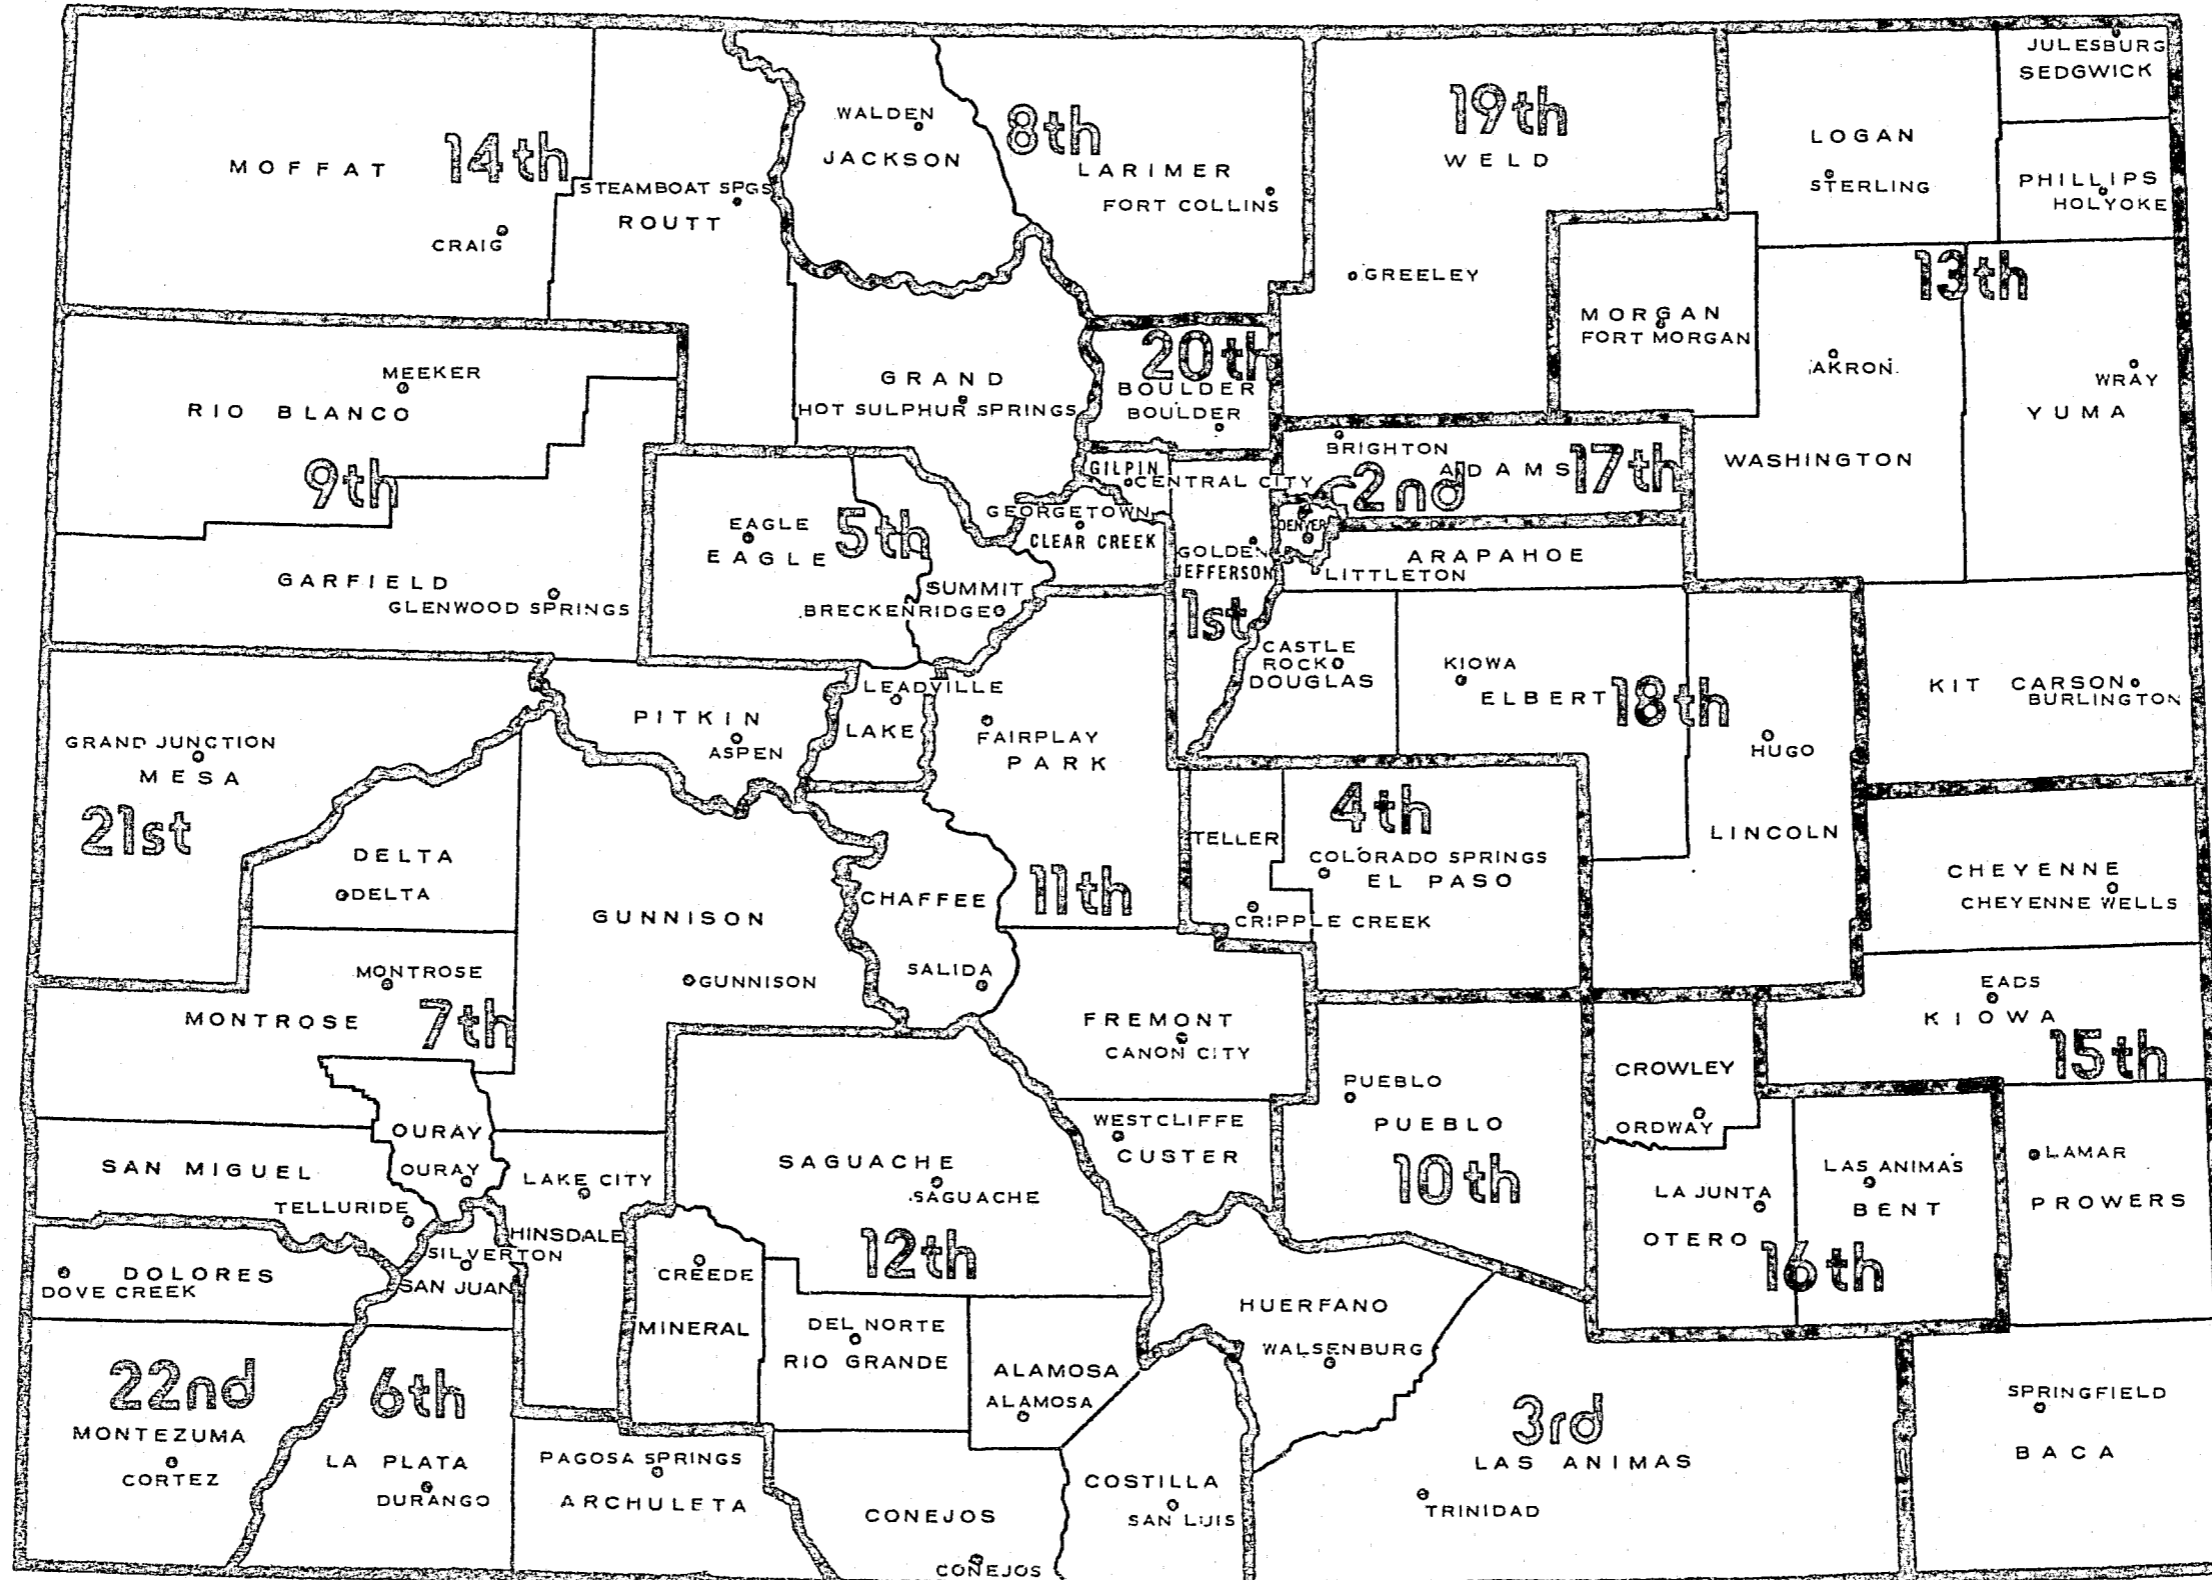 JULESBURG
SEDGWICK
WALDEN
JACKSON
8th
LARIMER
FORT COLLINS
19th
WELD
GREELEY
LOGAN
STERLING
PHILLIPS
HOLYOKE
MOFFAT
14th
CRAIG
STEAMBOAT SPGS
ROUTT
13th
MORGAN
FORT MORGAN
AKRON
WRAY
YUMA
WASHINGTON
MEEKER
RIO BLANCO
9th
GRAND
HOT SULPHUR SPRINGS
20th
BOULDER
BOULDER
BRIGHTON
ADAMS
17th
2nd
GILPIN
CENTRAL CITY
GEORGETOWN
CLEAR CREEK
DENVER
GOLDEN
JEFFERSON
1st
ARAPAHOE
LITTLETON
EAGLE
EAGLE
5th
SUMMIT
BRECKENRIDGE
GARFIELD
GLENWOOD SPRINGS
CASTLE
ROCK
DOUGLAS
KIOWA
ELBERT
18th
HUGO
LINCOLN
KIT CARSON
BURLINGTON
GRAND JUNCTION
MESA
21st
PITKIN
ASPEN
LEADVILLE
LAKE
FAIRPLAY
PARK
DELTA
DELTA
GUNNISON
GUNNISON
CHAFFEE
SALIDA
11th
TELLER
4th
COLORADO SPRINGS
EL PASO
CRIPPLE CREEK
CHEYENNE
CHEYENNE WELLS
MONTROSE
MONTROSE
7th
FREMONT
CANON CITY
EADS
KIOWA
15th
CROWLEY
ORDWAY
PUEBLO
PUEBLO
10th
WESTCLIFFE
CUSTER
OURAY
OURAY
SAN MIGUEL
TELLURIDE
LAKE CITY
HINSDALE
SAGUACHE
SAGUACHE
12th
LA JUNTA
OTERO
LAS ANIMAS
BENT
16th
LAMAR
PROWERS
SILVERTON
SAN JUAN
DOLORES
DOVE CREEK
CREEDE
MINERAL
DEL NORTE
RIO GRANDE
ALAMOSA
ALAMOSA
HUERFANO
WALSENBURG
22nd
MONTEZUMA
CORTEZ
6th
LA PLATA
DURANGO
PAGOSA SPRINGS
ARCHULETA
CONEJOS
CONEJOS
COSTILLA
SAN LUIS
3rd
LAS ANIMAS
TRINIDAD
SPRINGFIELD
BACA